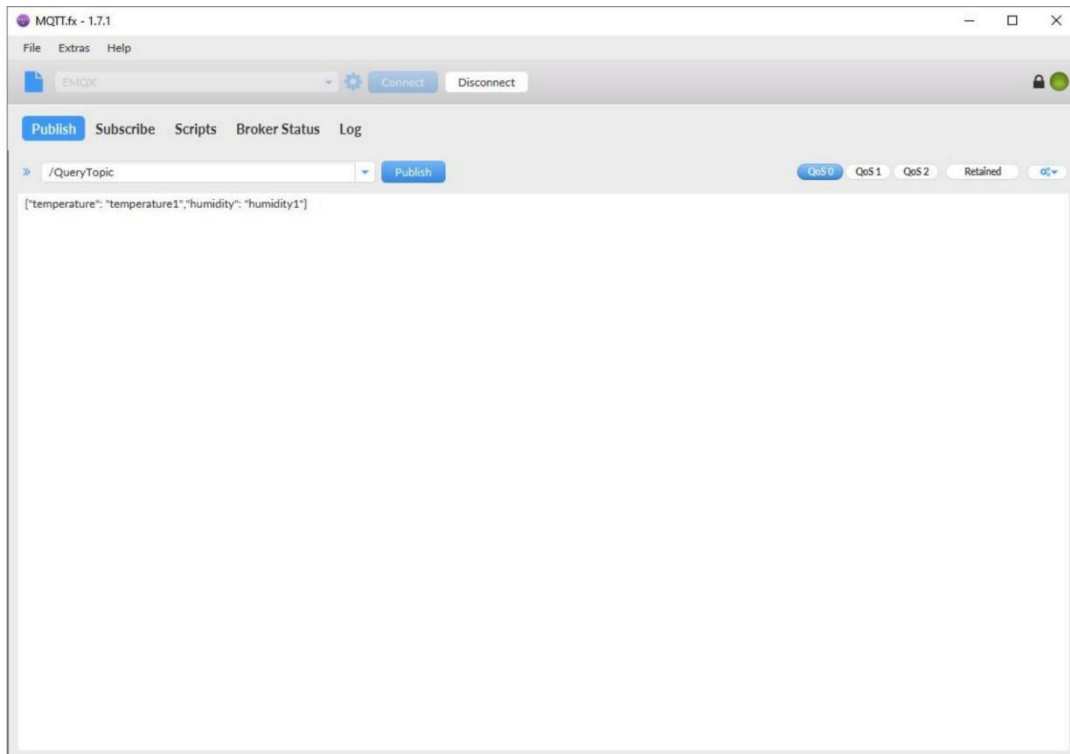 MQTT.fx - 1.7.1
File Extras Help
EMQX Connect Disconnect
Publish Subscribe Scripts Broker Status Log
/QueryTopic Publish QoS 0 QoS 1 QoS 2 Retained
{"temperature": "temperature1","humidity": "humidity1"}